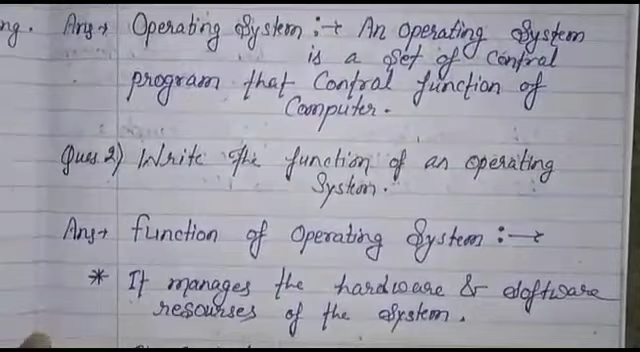 ng. Ans→ Operating System :→ An operating System
is a set of control
program that Control function of
Computer.
Ques 2) Write the function of an operating
System.
Ans→ function of operating System :→
* It manages the hardware & software
resourses of the system.